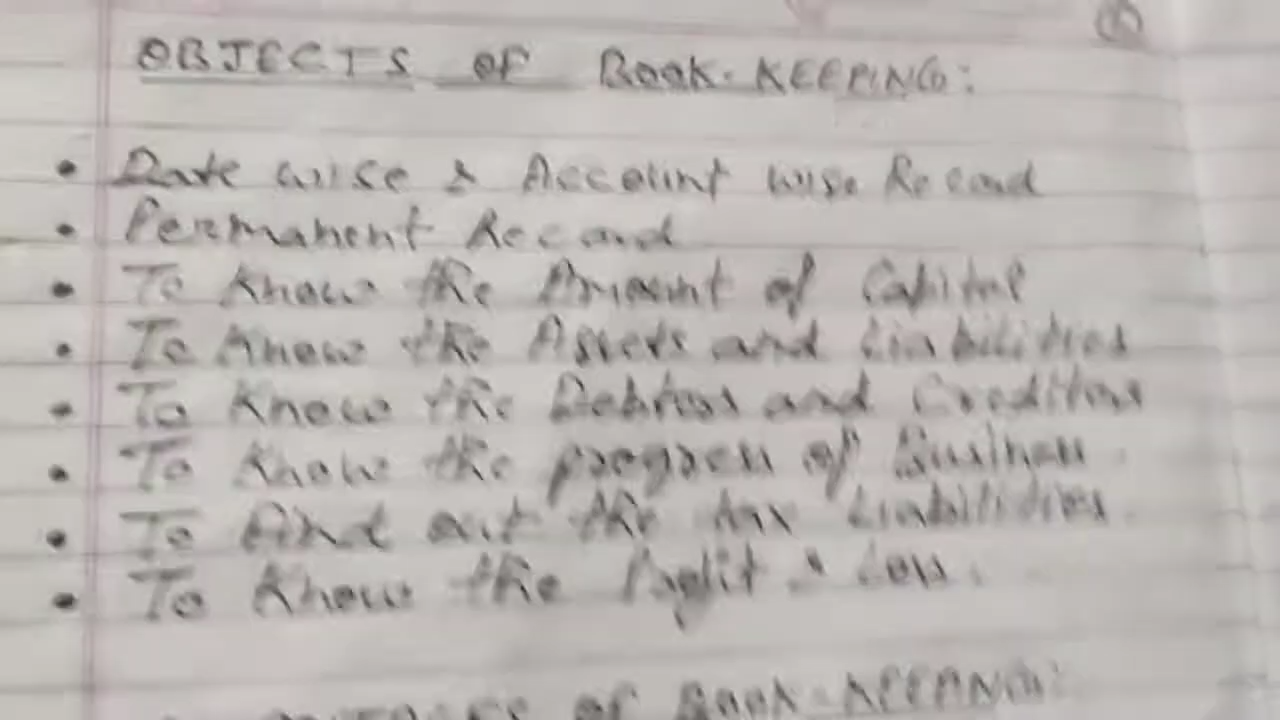 OBJECTS OF Book-KEEPING:
• Date wise & Account wise Record
• Permanent Record
• To Know the Amount of Capital
• To Know the Assets and Liabilities
• To Know the Debtors and Creditors
• To Know the progress of Business.
• To find out the tax Liabilities.
• To Know the Profit & Loss.
OF Book-KEEPING: